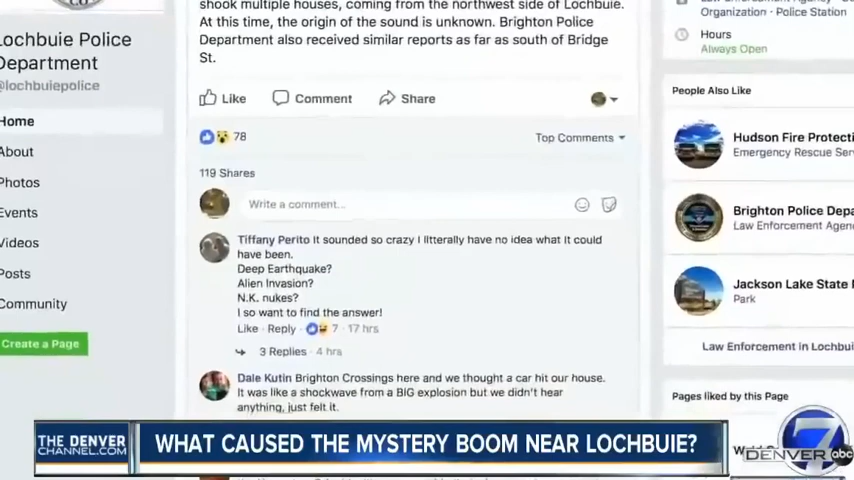 CO.
Lochbuie Police
Department
@lochbuiepolice
Home
About
Photos
Events
Videos
Posts
Community
Create a Page
shook multiple houses, coming from the northwest side of Lochbuie.
At this time, the origin of the sound is unknown. Brighton Police
Department also received similar reports as far as south of Bridge
St.
Like
Comment
Share
78
Top Comments
119 Shares
Write a comment...
Tiffany Perito It sounded so crazy I litterally have no idea what it could
have been.
Deep Earthquake?
Alien Invasion?
N.K. nukes?
I so want to find the answer!
Like · Reply · 7 · 17 hrs
3 Replies · 4 hrs
Dale Kutin Brighton Crossings here and we thought a car hit our house.
It was like a shockwave from a BIG explosion but we didn't hear
anything, just felt it.
Organization · Police Station
Hours
Always Open
People Also Like
Hudson Fire Protecti
Emergency Rescue Serv
Brighton Police Depa
Law Enforcement Agenc
Jackson Lake State
Park
Law Enforcement in Lochbui
Pages liked by this Page
THE DENVER
CHANNEL.COM
WHAT CAUSED THE MYSTERY BOOM NEAR LOCHBUIE?
7
DENVER abc